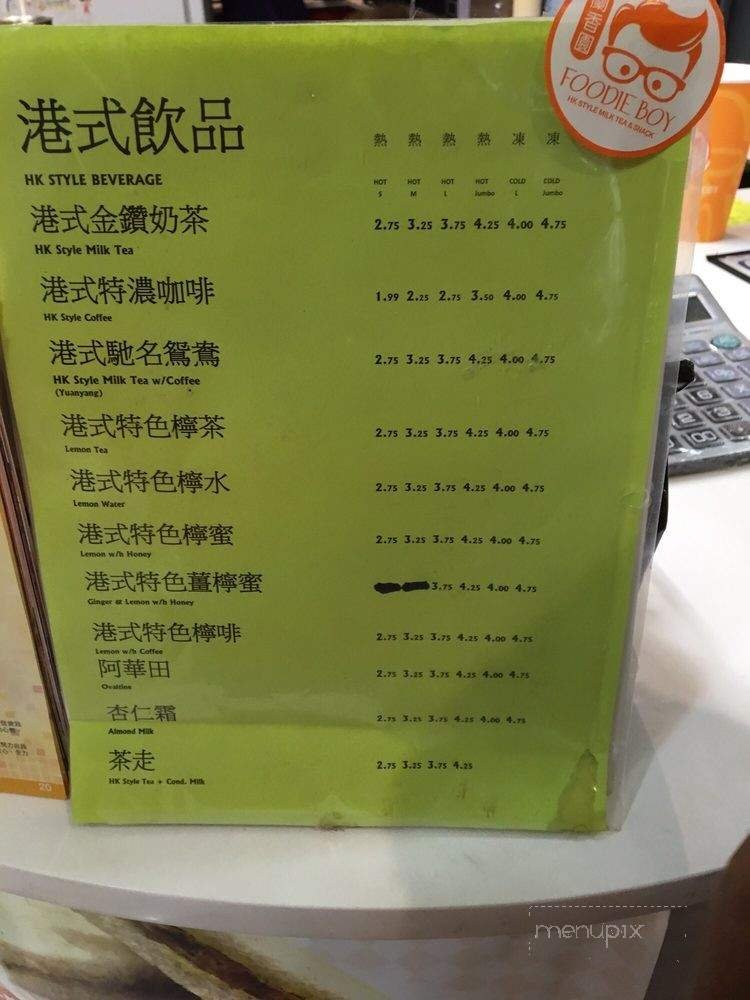 蘭香園
FOODIE BOY
HK STYLE MILK TEA & SNACK
港式飲品
熱 熱 熱 熱 凍 凍
HK STYLE BEVERAGE
HOT HOT HOT HOT COLD COLD
S M L Jumbo L Jumbo
港式金鑽奶茶 2.75 3.25 3.75 4.25 4.00 4.75
HK Style Milk Tea
港式特濃咖啡 1.99 2.25 2.75 3.50 4.00 4.75
HK Style Coffee
港式馳名鴛鴦 2.75 3.25 3.75 4.25 4.00 4.75
HK Style Milk Tea w/Coffee
(Yuanyang)
港式特色檸茶 2.75 3.25 3.75 4.25 4.00 4.75
Lemon Tea
港式特色檸水 2.75 3.25 3.75 4.25 4.00 4.75
Lemon Water
港式特色檸蜜 2.75 3.25 3.75 4.25 4.00 4.75
Lemon w/h Honey
港式特色薑檸蜜 3.75 4.25 4.00 4.75
Ginger & Lemon w/h Honey
港式特色檸啡 2.75 3.25 3.75 4.25 4.00 4.75
Lemon w/h Coffee
阿華田 2.75 3.25 3.75 4.25 4.00 4.75
Ovaltine
杏仁霜 2.75 3.25 3.75 4.25 4.00 4.75
Almond Milk
茶走 2.75 3.25 3.75 4.25
HK Style Tea + Cond. Milk
20
menupix